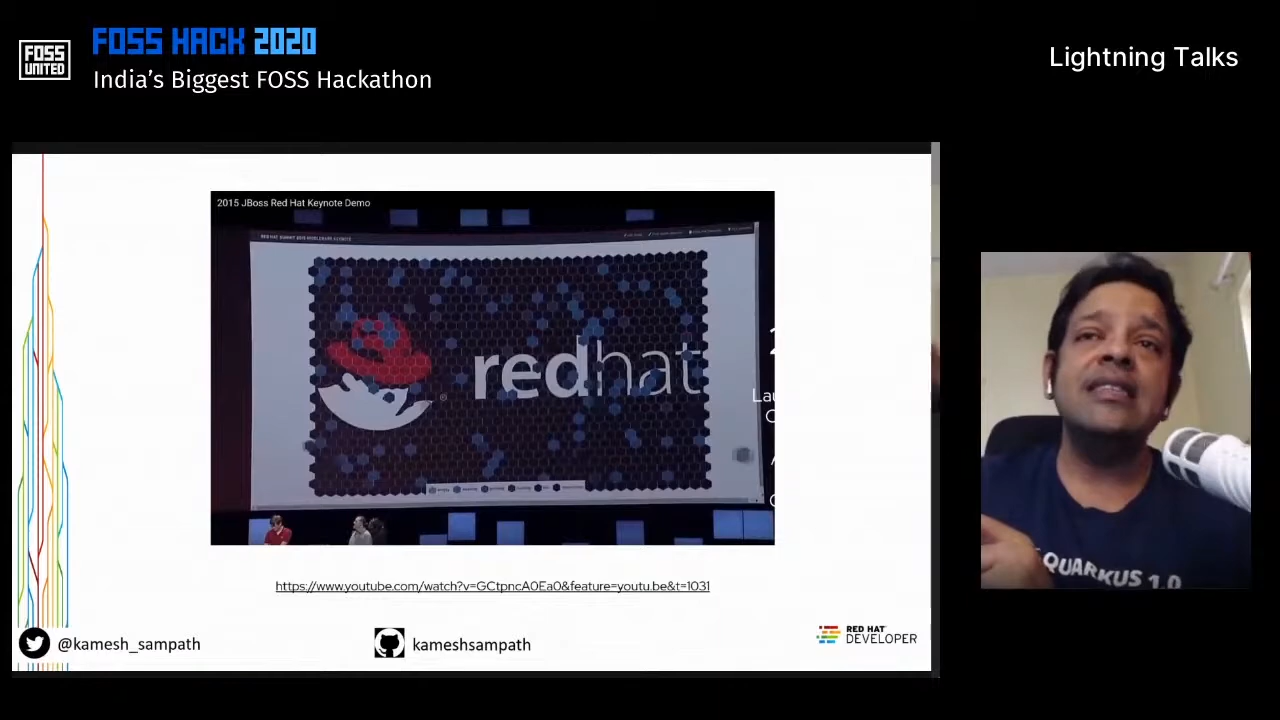 FOSS
UNITED
FOSS HACK 2020
India's Biggest FOSS Hackathon
Lightning Talks
2015 JBoss Red Hat Keynote Demo
redhat
®
Lau
https://www.youtube.com/watch?v=GCtpncA0Ea0&feature=youtu.be&t=1031
@kamesh_sampath
kameshsampath
RED HAT
DEVELOPER
QUARKUS 1.0